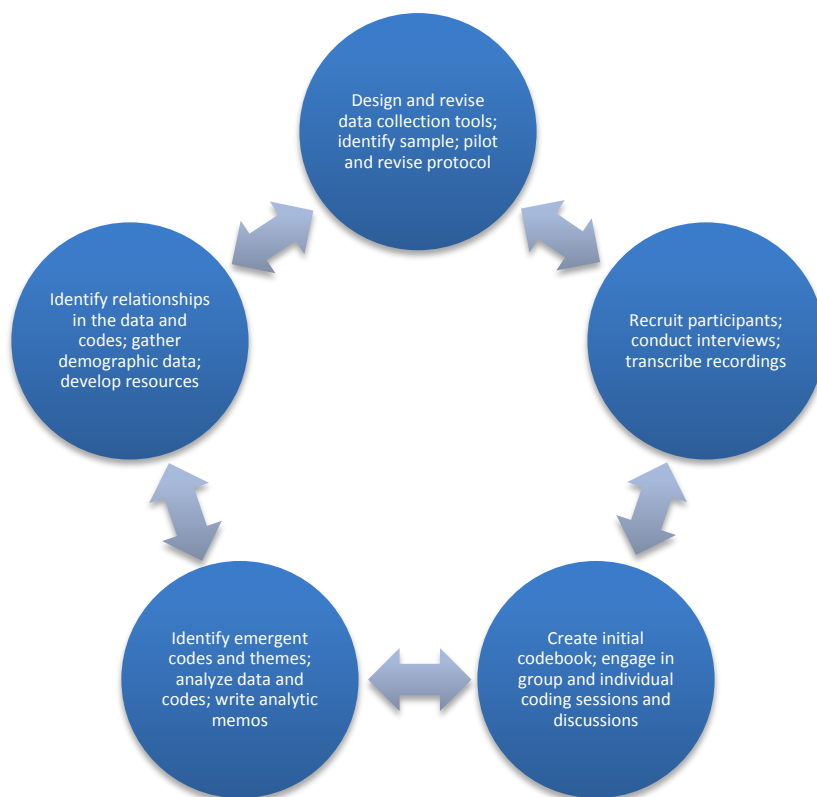 Design and revise
data collection tools;
identify sample; pilot
and revise protocol
Recruit participants;
conduct interviews;
transcribe recordings
Create initial
codebook; engage in
group and individual
coding sessions and
discussions
Identify emergent
codes and themes;
analyze data and
codes; write analytic
memos
Identify relationships
in the data and
codes; gather
demographic data;
develop resources